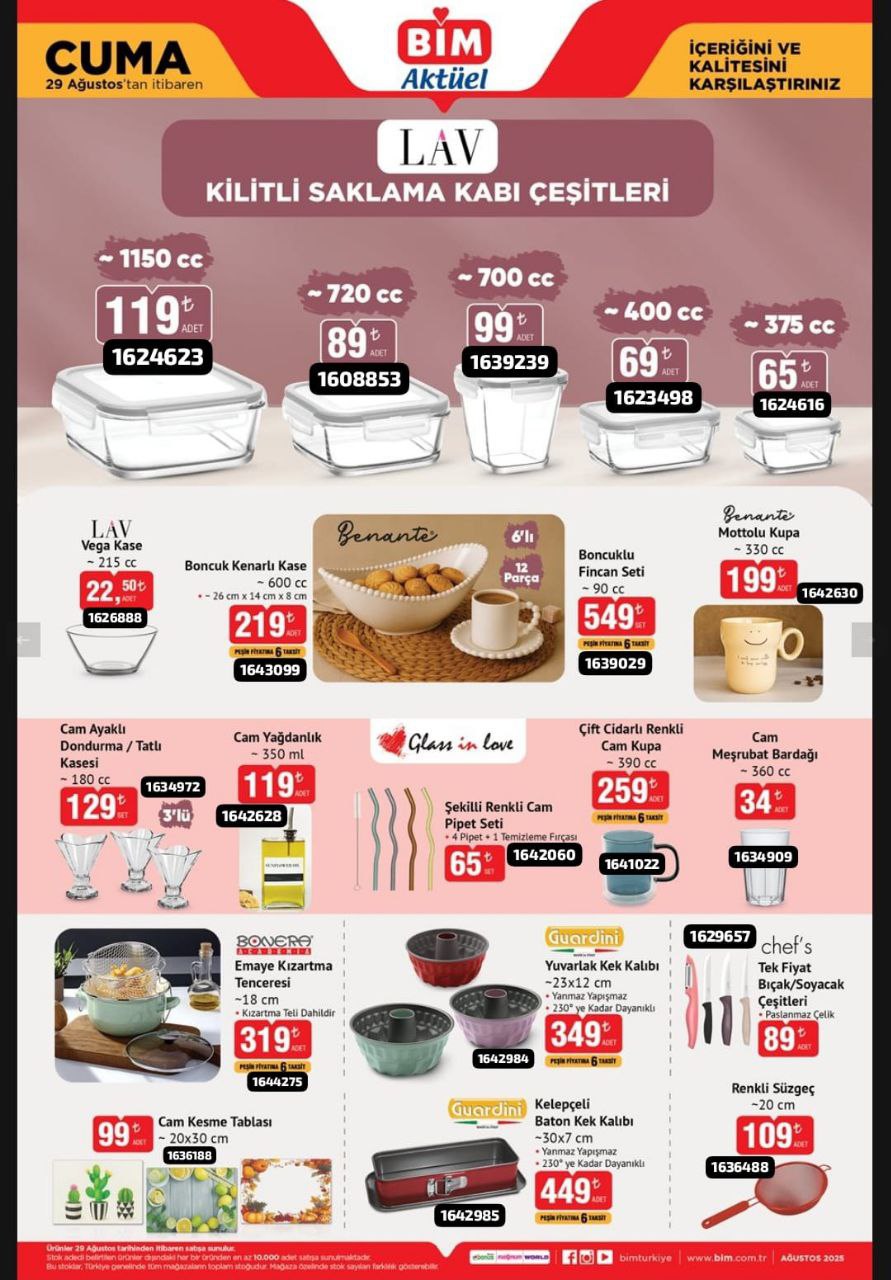 CUMA
29 Ağustos'tan itibaren
BİM
Aktüel
İÇERİĞİNİ VE
KALİTESİNİ
KARŞILAŞTIRINIZ
LAV
KİLİTLİ SAKLAMA KABI ÇEŞİTLERİ
~ 1150 cc
119₺
ADET
1624623
~ 720 cc
89₺
ADET
1608853
~ 700 cc
99₺
ADET
1639239
~ 400 cc
69₺
ADET
1623498
~ 375 cc
65₺
ADET
1624616
LAV
Vega Kase
~ 215 cc
22,50₺
ADET
1626888
Boncuk Kenarlı Kase
~ 600 cc
• ~ 26 cm x 14 cm x 8 cm
219₺
ADET
PEŞİN FİYATINA 6 TAKSİT
1643099
Benante
6'lı
12
Parça
Boncuklu
Fincan Seti
~ 90 cc
549₺
SET
PEŞİN FİYATINA 6 TAKSİT
1639029
Benante
Mottolu Kupa
~ 330 cc
199₺
ADET
1642630
Cam Ayaklı
Dondurma / Tatlı
Kasesi
~ 180 cc
129₺
SET
1634972
3'lü
Cam Yağdanlık
~ 350 ml
119₺
ADET
1642628
SUNFLOWER OIL
Glass in love
Şekilli Renkli Cam
Pipet Seti
• 4 Pipet + 1 Temizleme Fırçası
65₺
SET
1642060
Çift Cidarlı Renkli
Cam Kupa
~ 390 cc
259₺
ADET
PEŞİN FİYATINA 6 TAKSİT
1641022
Cam
Meşrubat Bardağı
~ 360 cc
34₺
ADET
1634909
BONERA
ACADEMIA
Emaye Kızartma
Tenceresi
~18 cm
• Kızartma Teli Dahildir
319₺
ADET
PEŞİN FİYATINA 6 TAKSİT
1644275
Guardini
Yuvarlak Kek Kalıbı
~23x12 cm
• Yanmaz Yapışmaz
• 230° ye Kadar Dayanıklı
349₺
ADET
PEŞİN FİYATINA 6 TAKSİT
1642984
1629657
chef's
Tek Fiyat
Bıçak/Soyacak
Çeşitleri
• Paslanmaz Çelik
89₺
ADET
99₺
ADET
Cam Kesme Tablası
~ 20x30 cm
1636188
Guardini
Kelepçeli
Baton Kek Kalıbı
~30x7 cm
• Yanmaz Yapışmaz
• 230° ye Kadar Dayanıklı
449₺
ADET
PEŞİN FİYATINA 6 TAKSİT
1642985
Renkli Süzgeç
~20 cm
109₺
ADET
1636488
Ürünler 29 Ağustos tarihinden itibaren satışa sunulur.
Stok adedi belirtilen ürünler dışındaki her bir üründen en az 10.000 adet satışa sunulmaktadır.
Bu stoklar, Türkiye genelinde tüm mağazaların toplam stoğudur. Mağaza özelinde stok sayıları farklılık gösterebilir.
bonus maximum WORLD
bimturkiye
www.bim.com.tr
AĞUSTOS 2025